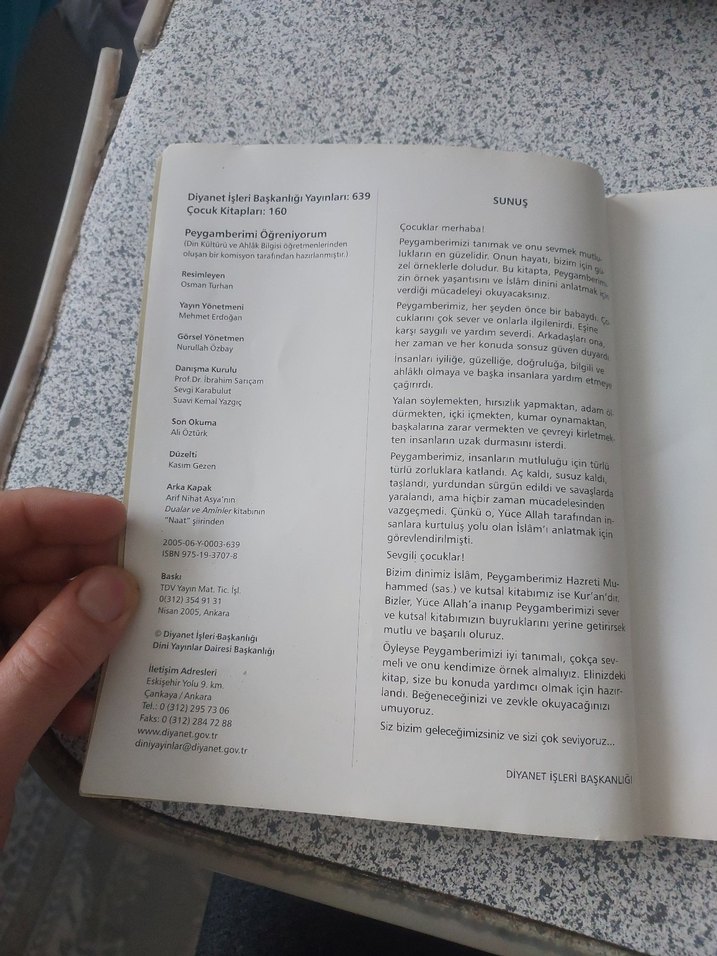 Diyanet İşleri Başkanlığı Yayınları: 639
Çocuk Kitapları: 160
Peygamberimi Öğreniyorum
(Din Kültürü ve Ahlâk Bilgisi öğretmenlerinden
oluşan bir komisyon tarafından hazırlanmıştır.)
Resimleyen
Osman Turhan
Yayın Yönetmeni
Mehmet Erdoğan
Görsel Yönetmen
Nurullah Özbay
Danışma Kurulu
Prof.Dr. İbrahim Sarıçam
Sevgi Karabulut
Suavi Kemal Yazgıç
Son Okuma
Ali Öztürk
Düzelti
Kasım Gezen
Arka Kapak
Arif Nihat Asya'nın
Dualar ve Aminler kitabının
"Naat" şiirinden
2005-06-Y-0003-639
ISBN 975-19-3707-8
Baskı
TDV Yayın Mat. Tic. İşl.
0(312) 354 91 31
Nisan 2005, Ankara
© Diyanet İşleri Başkanlığı
Dini Yayınlar Dairesi Başkanlığı
İletişim Adresleri
Eskişehir Yolu 9. km.
Çankaya / Ankara
Tel.: 0 (312) 295 73 06
Faks: 0 (312) 284 72 88
www.diyanet.gov.tr
diniyayinlar@diyanet.gov.tr
SUNUŞ
Çocuklar merhaba!
Peygamberimizi tanımak ve onu sevmek mutlu-
lukların en güzelidir. Onun hayatı, bizim için gü-
zel örneklerle doludur. Bu kitapta, Peygamberimi-
zin örnek yaşantısını ve İslâm dinini anlatmak için
verdiği mücadeleyi okuyacaksınız.
Peygamberimiz, her şeyden önce bir babaydı. Ço-
cuklarını çok sever ve onlarla ilgilenirdi. Eşine
karşı saygılı ve yardım severdi. Arkadaşları ona,
her zaman ve her konuda sonsuz güven duyardı.
İnsanları iyiliğe, güzelliğe, doğruluğa, bilgili ve
ahlâklı olmaya ve başka insanlara yardım etmeye
çağırırdı.
Yalan söylemekten, hırsızlık yapmaktan, adam öl-
dürmekten, içki içmekten, kumar oynamaktan,
başkalarına zarar vermekten ve çevreyi kirletmek-
ten insanların uzak durmasını isterdi.
Peygamberimiz, insanların mutluluğu için türlü
türlü zorluklara katlandı. Aç kaldı, susuz kaldı,
taşlandı, yurdundan sürgün edildi ve savaşlarda
yaralandı, ama hiçbir zaman mücadelesinden
vazgeçmedi. Çünkü o, Yüce Allah tarafından in-
sanlara kurtuluş yolu olan İslâm'ı anlatmak için
görevlendirilmişti.
Sevgili çocuklar!
Bizim dinimiz İslâm, Peygamberimiz Hazreti Mu-
hammed (sas.) ve kutsal kitabımız ise Kur'an'dır.
Bizler, Yüce Allah'a inanıp Peygamberimizi sever
ve kutsal kitabımızın buyruklarını yerine getirirsek
mutlu ve başarılı oluruz.
Öyleyse Peygamberimizi iyi tanımalı, çokça sev-
meli ve onu kendimize örnek almalıyız. Elinizdeki
kitap, size bu konuda yardımcı olmak için hazır-
landı. Beğeneceğinizi ve zevkle okuyacağınızı
umuyoruz.
Siz bizim geleceğimizsiniz ve sizi çok seviyoruz...
DİYANET İŞLERİ BAŞKANLIĞI